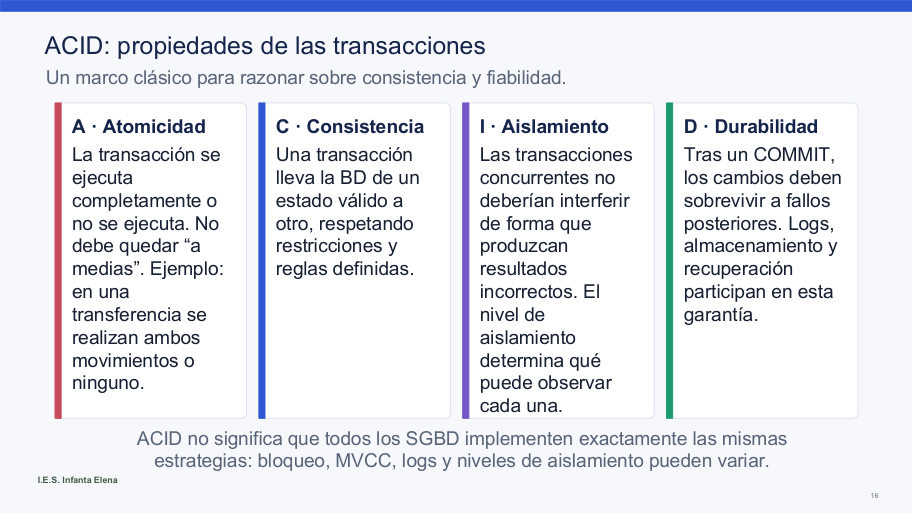 ACID: propiedades de las transacciones
Un marco clásico para razonar sobre consistencia y fiabilidad.
A · Atomicidad
La transacción se
ejecuta
completamente o
no se ejecuta. No
debe quedar “a
medias”. Ejemplo:
en una
transferencia se
realizan ambos
movimientos o
ninguno.
C · Consistencia
Una transacción
lleva la BD de un
estado válido a
otro, respetando
restricciones y
reglas definidas.
I · Aislamiento
Las transacciones
concurrentes no
deberían interferir
de forma que
produzcan
resultados
incorrectos. El
nivel de
aislamiento
determina qué
puede observar
cada una.
D · Durabilidad
Tras un COMMIT,
los cambios deben
sobrevivir a fallos
posteriores. Logs,
almacenamiento y
recuperación
participan en esta
garantía.
ACID no significa que todos los SGBD implementen exactamente las mismas
estrategias: bloqueo, MVCC, logs y niveles de aislamiento pueden variar.
I.E.S. Infanta Elena
16